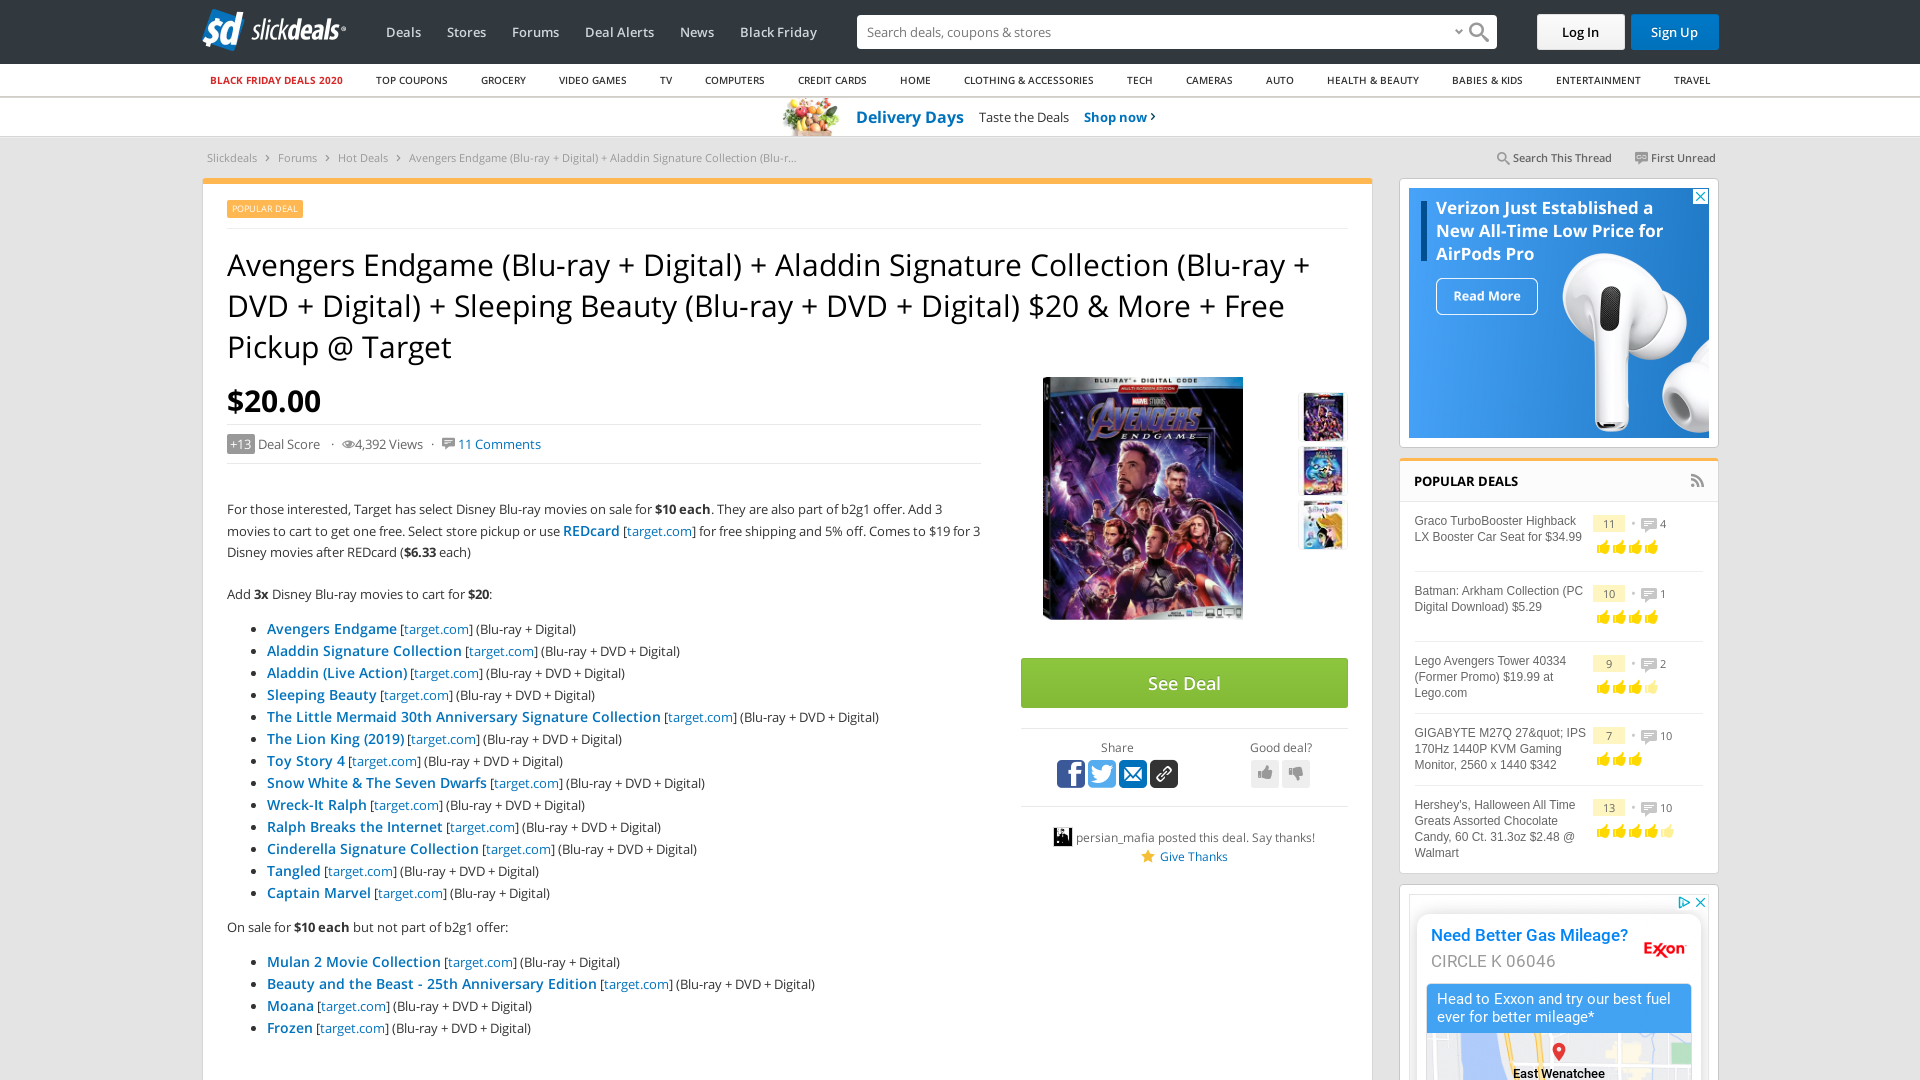 slickdeals
Deals
Stores
Forums
Deal Alerts
News
Black Friday
Search deals, coupons & stores
Log In
Sign Up
BLACK FRIDAY DEALS 2020
TOP COUPONS
GROCERY
VIDEO GAMES
TV
COMPUTERS
CREDIT CARDS
HOME
CLOTHING & ACCESSORIES
TECH
CAMERAS
AUTO
HEALTH & BEAUTY
BABIES & KIDS
ENTERTAINMENT
TRAVEL
Delivery Days Taste the Deals Shop now ›
Slickdeals › Forums › Hot Deals › Avengers Endgame (Blu-ray + Digital) + Aladdin Signature Collection (Blu-r...
Search This Thread
First Unread
POPULAR DEAL
Avengers Endgame (Blu-ray + Digital) + Aladdin Signature Collection (Blu-ray +
DVD + Digital) + Sleeping Beauty (Blu-ray + DVD + Digital) $20 & More + Free
Pickup @ Target
$20.00
+13 Deal Score · 4,392 Views · 11 Comments
For those interested, Target has select Disney Blu-ray movies on sale for $10 each. They are also part of b2g1 offer. Add 3
movies to cart to get one free. Select store pickup or use REDcard [target.com] for free shipping and 5% off. Comes to $19 for 3
Disney movies after REDcard ($6.33 each)
Add 3x Disney Blu-ray movies to cart for $20:
Avengers Endgame [target.com] (Blu-ray + Digital)
Aladdin Signature Collection [target.com] (Blu-ray + DVD + Digital)
Aladdin (Live Action) [target.com] (Blu-ray + DVD + Digital)
Sleeping Beauty [target.com] (Blu-ray + DVD + Digital)
The Little Mermaid 30th Anniversary Signature Collection [target.com] (Blu-ray + DVD + Digital)
The Lion King (2019) [target.com] (Blu-ray + DVD + Digital)
Toy Story 4 [target.com] (Blu-ray + DVD + Digital)
Snow White & The Seven Dwarfs [target.com] (Blu-ray + DVD + Digital)
Wreck-It Ralph [target.com] (Blu-ray + DVD + Digital)
Ralph Breaks the Internet [target.com] (Blu-ray + DVD + Digital)
Cinderella Signature Collection [target.com] (Blu-ray + DVD + Digital)
Tangled [target.com] (Blu-ray + DVD + Digital)
Captain Marvel [target.com] (Blu-ray + Digital)
On sale for $10 each but not part of b2g1 offer:
Mulan 2 Movie Collection [target.com] (Blu-ray + Digital)
Beauty and the Beast - 25th Anniversary Edition [target.com] (Blu-ray + DVD + Digital)
Moana [target.com] (Blu-ray + DVD + Digital)
Frozen [target.com] (Blu-ray + DVD + Digital)
BLU-RAY + DIGITAL CODE
MARVEL STUDIOS
AVENGERS
ENDGAME
See Deal
Share
Good deal?
persian_mafia posted this deal. Say thanks!
Give Thanks
Verizon Just Established a
New All-Time Low Price for
AirPods Pro
Read More
POPULAR DEALS
Graco TurboBooster Highback
LX Booster Car Seat for $34.99
11 • 4
Batman: Arkham Collection (PC
Digital Download) $5.29
10 • 1
Lego Avengers Tower 40334
(Former Promo) $19.99 at
Lego.com
9 • 2
GIGABYTE M27Q 27&quot; IPS
170Hz 1440P KVM Gaming
Monitor, 2560 x 1440 $342
7 • 10
Hershey's, Halloween All Time
Greats Assorted Chocolate
Candy, 60 Ct. 31.3oz $2.48 @
Walmart
13 • 10
Need Better Gas Mileage?
CIRCLE K 06046
Exxon
Head to Exxon and try our best fuel
ever for better mileage*
East Wenatchee